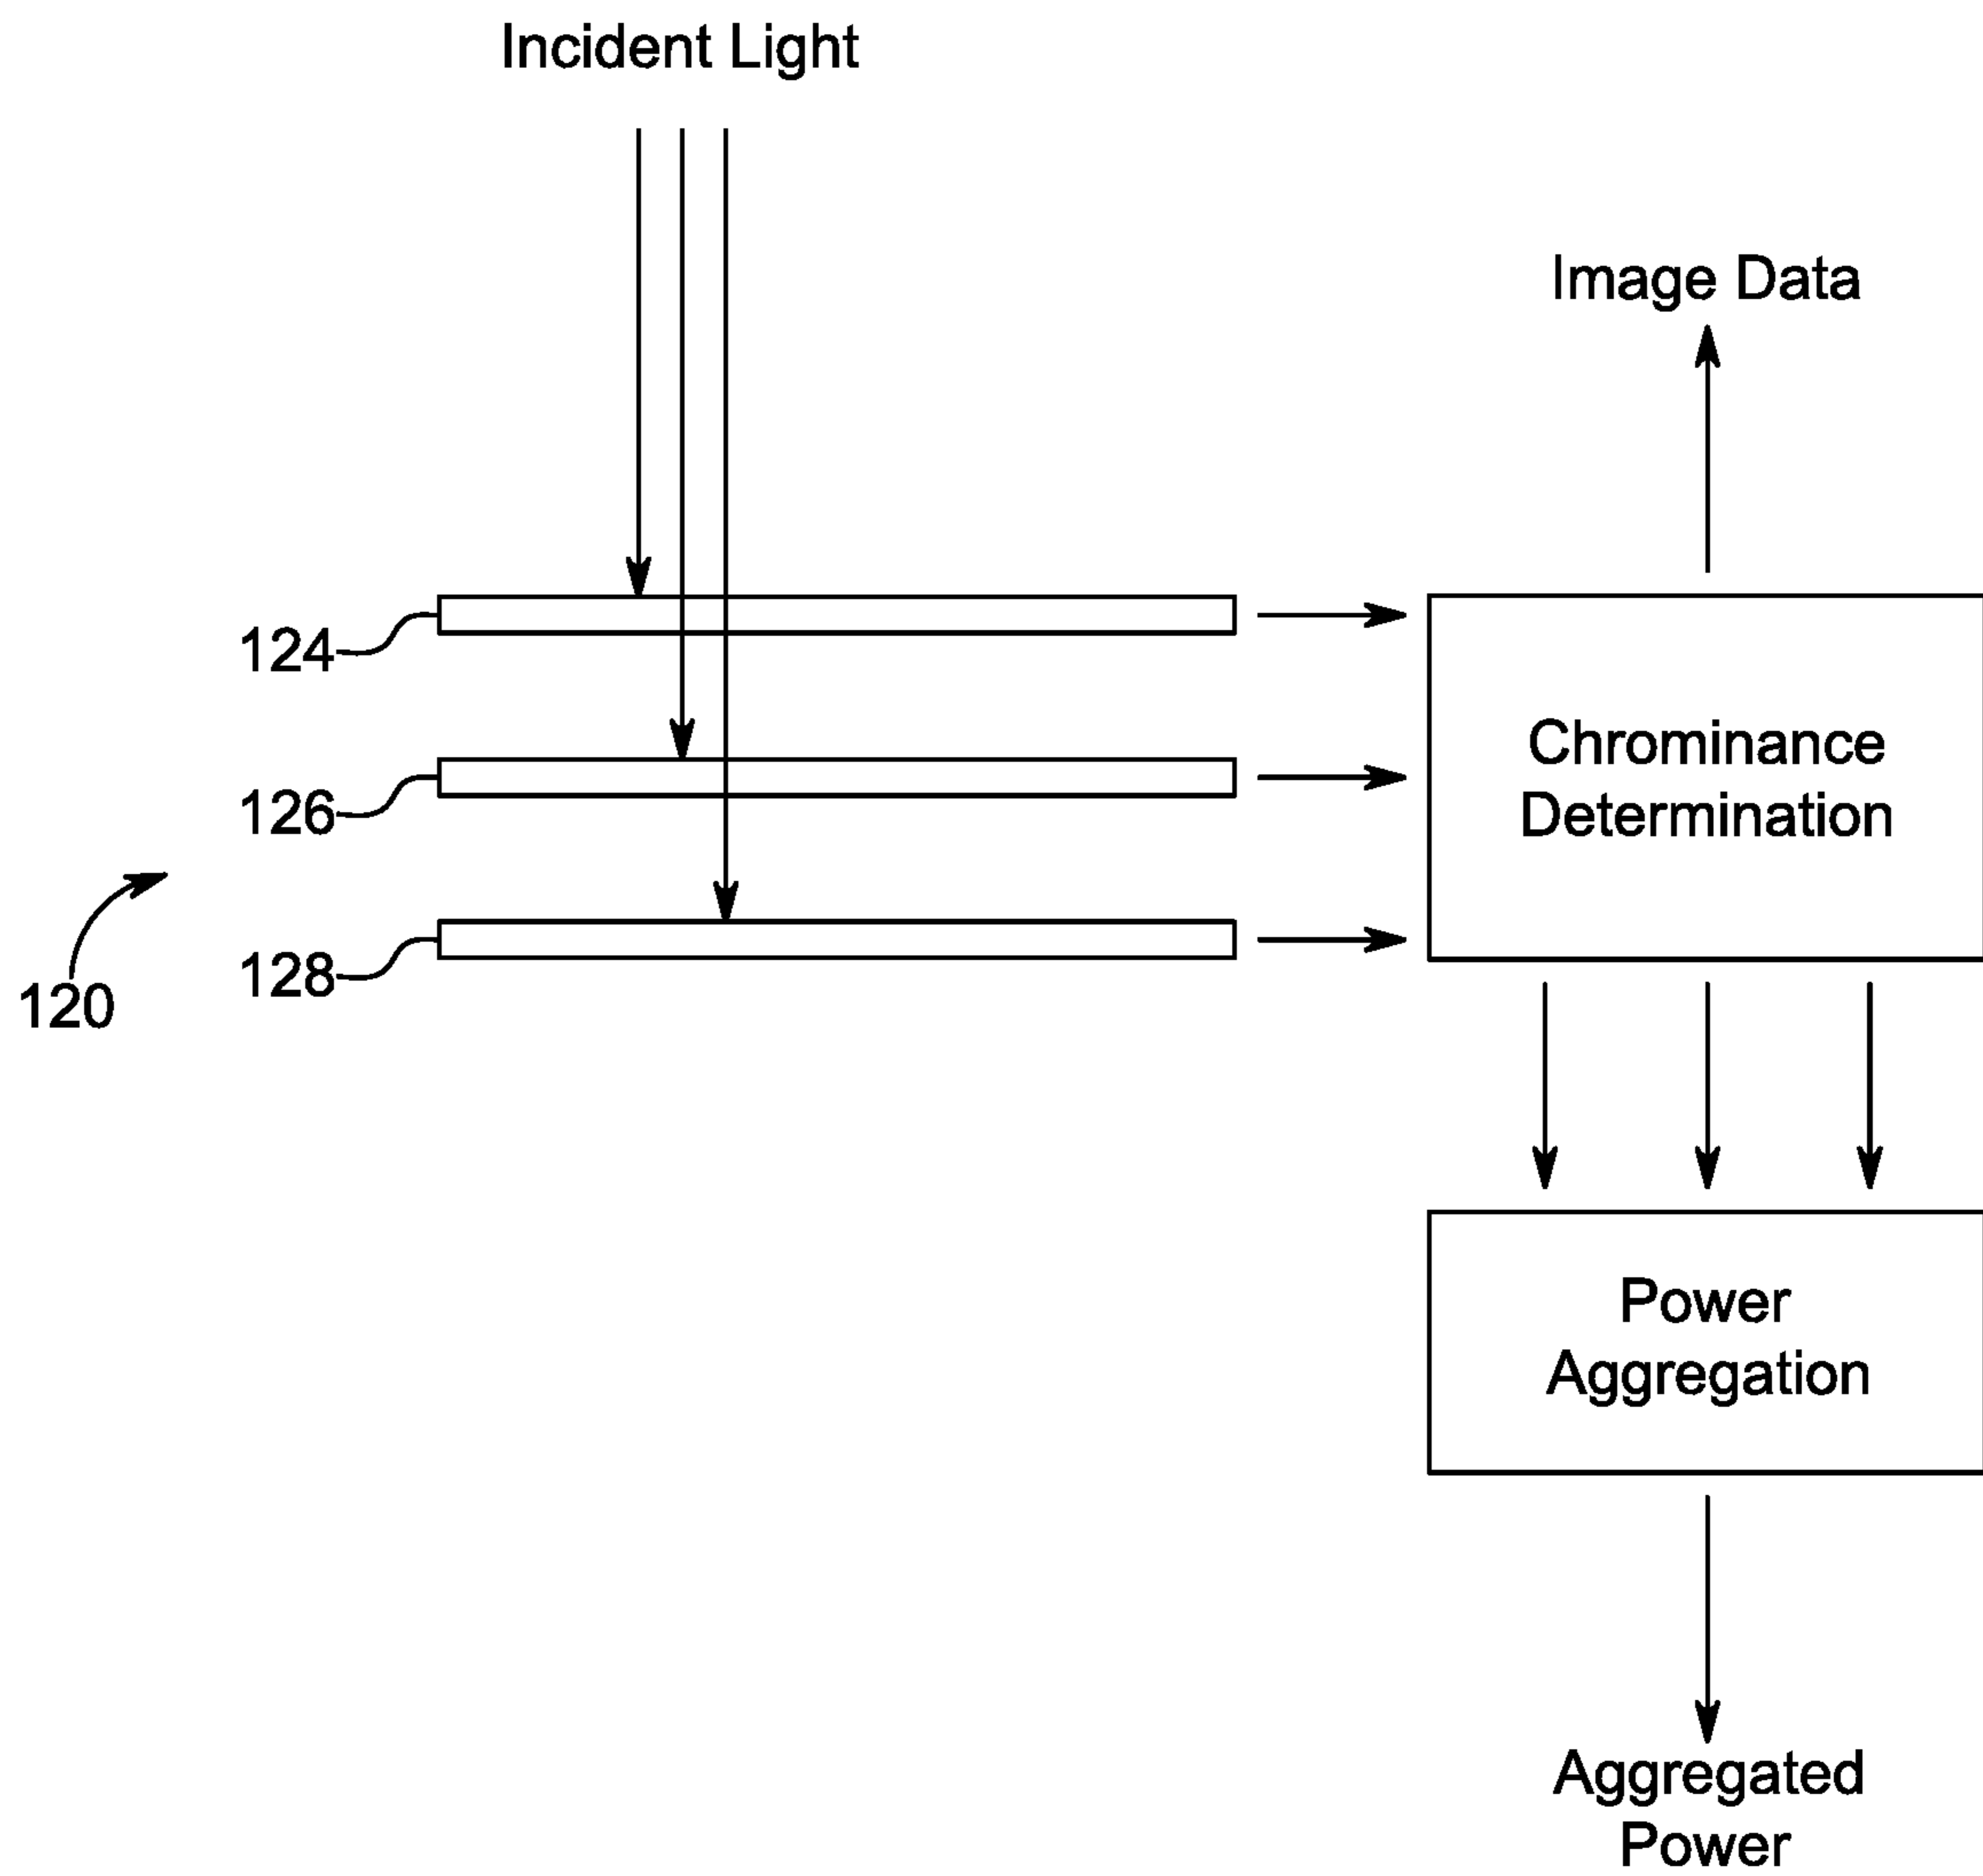 Incident Light
Image Data
124
Chrominance
Determination
126
128
120
Power
Aggregation
Aggregated
Power